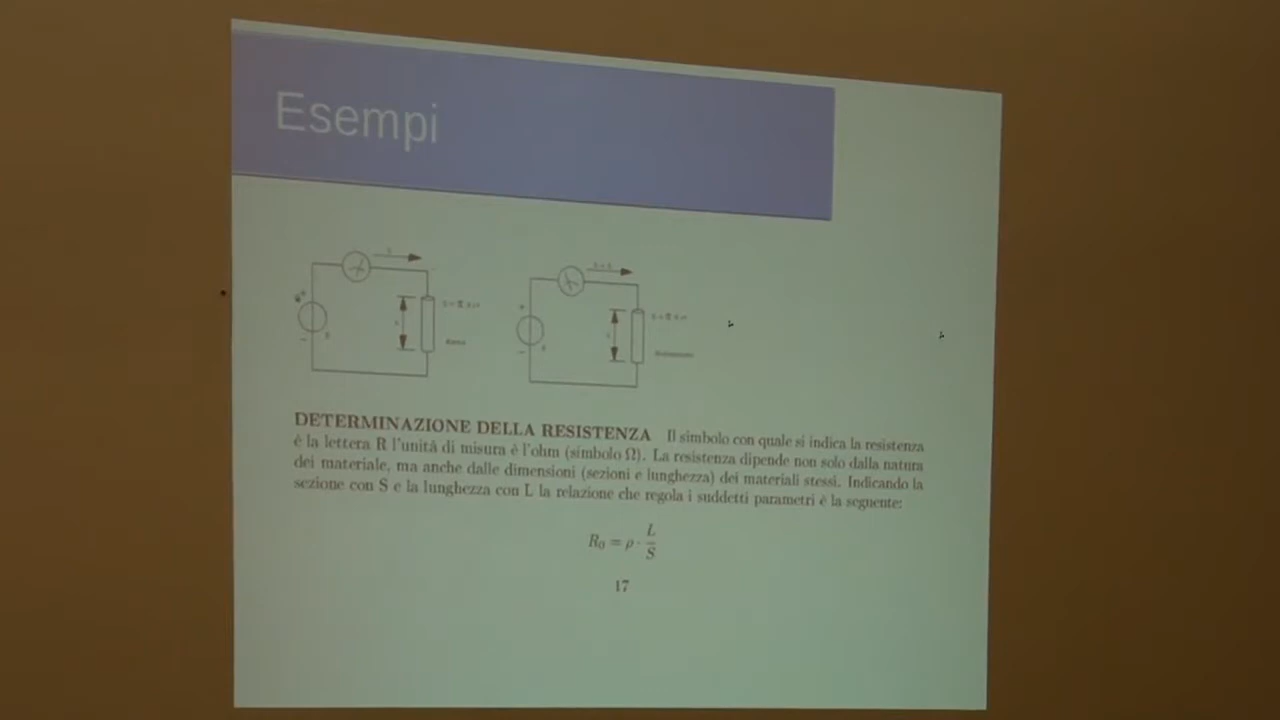 Esempi
DETERMINAZIONE DELLA RESISTENZA Il simbolo con quale si indica la resistenza
è la lettera R l'unità di misura è l'ohm (simbolo Ω). La resistenza dipende non solo dalla natura
dei materiale, ma anche dalle dimensioni (sezioni e lunghezza) dei materiali stessi. Indicando la
sezione con S e la lunghezza con L la relazione che regola i suddetti parametri è la seguente:
R₀ = ρ · L/S
17